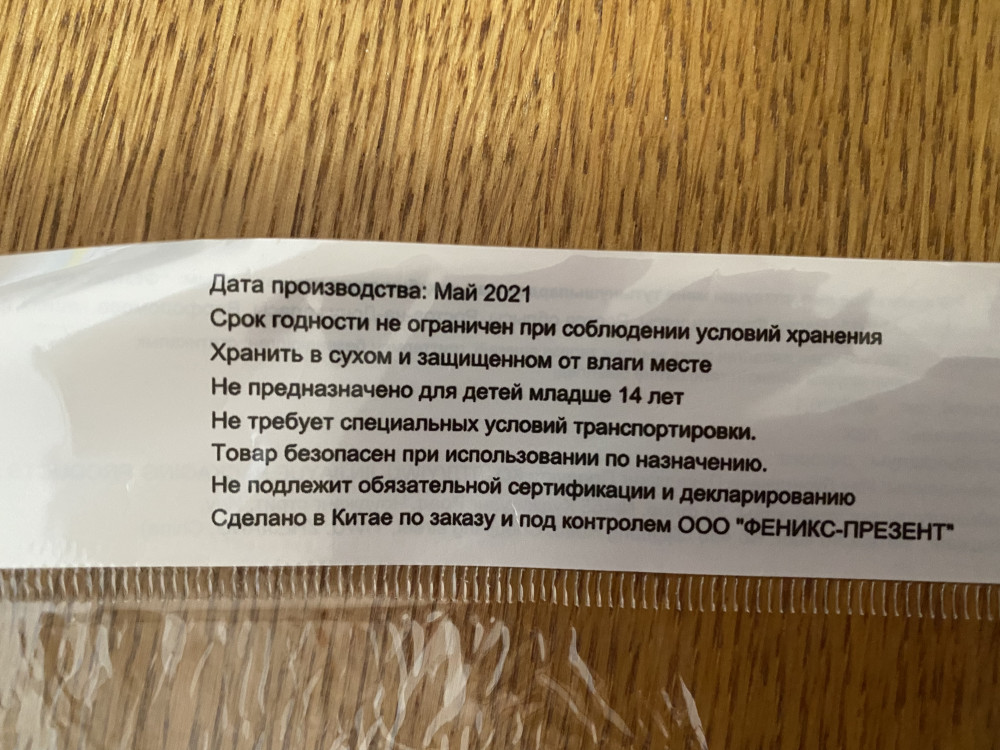 Дата производства: Май 2021
Срок годности не ограничен при соблюдении условий хранения
Хранить в сухом и защищенном от влаги месте
Не предназначено для детей младше 14 лет
Не требует специальных условий транспортировки.
Товар безопасен при использовании по назначению.
Не подлежит обязательной сертификации и декларированию
Сделано в Китае по заказу и под контролем ООО "ФЕНИКС-ПРЕЗЕНТ"